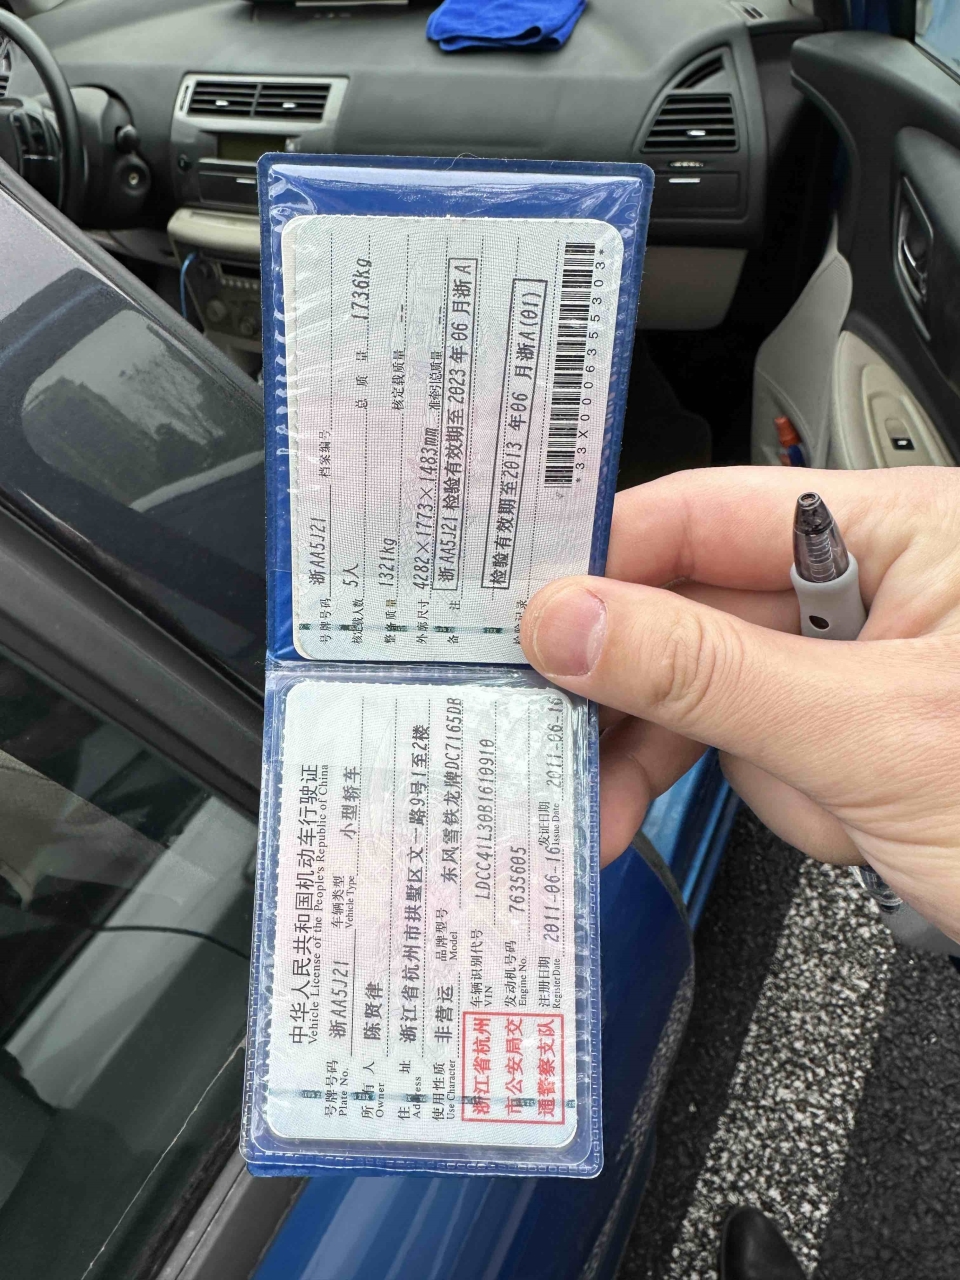 中华人民共和国机动车行驶证
Vehicle License of the People's Republic of China
号牌号码 浙AA5J21 车辆类型 小型轿车
Plate No. Vehicle Type
所有人 陈贤律
Owner
住址 浙江省杭州市拱墅区文一路9号1至2楼
Address
使用性质 非营运 品牌型号 东风雪铁龙牌DC7165DB
Use Character Model
浙江省杭州
市公安局交
通警察支队
车辆识别代号 LDCC41L30B1610910
VIN
发动机号码 7635605
Engine No.
注册日期 2011-06-16 发证日期 2011-06-16
Register Date Issue Date
号牌号码 浙AA5J21 档案编号
核定载人数 5人 总质量 1736kg
整备质量 1321kg 核定载质量 --
外廓尺寸 4282×1773×1483mm 准牵引总质量 --
备注 浙AA5J21 检验有效期至 2023 年 06 月浙A
检验有效期至2013 年06 月浙A(01)
检验记录
*33X0006355303*